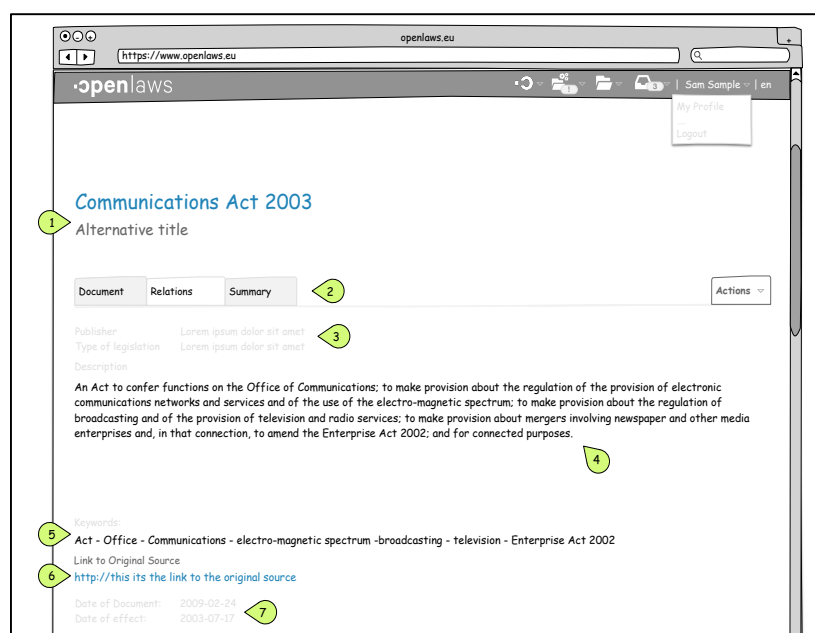 openlaws.eu
https://www.openlaws.eu
openlaws
! 3 | Sam Sample | en
My Profile
...
Logout
Communications Act 2003
1
Alternative title
Document Relations Summary 2 Actions
Publisher Lorem ipsum dolor sit amet 3
Type of legislation Lorem ipsum dolor sit amet
Description
An Act to confer functions on the Office of Communications; to make provision about the regulation of the provision of electronic
communications networks and services and of the use of the electro-magnetic spectrum; to make provision about the regulation of
broadcasting and of the provision of television and radio services; to make provision about mergers involving newspaper and other media
enterprises and, in that connection, to amend the Enterprise Act 2002; and for connected purposes.
4
Keywords:
5
Act - Office - Communications - electro-magnetic spectrum -broadcasting - television - Enterprise Act 2002
Link to Original Source
6 http://this its the link to the original source
Date of Document: 2009-02-24
7
Date of effect: 2003-07-17